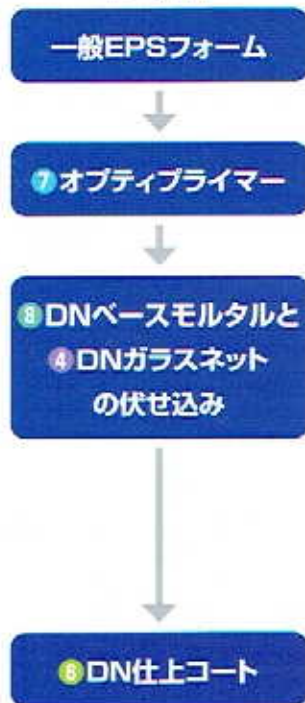 一般EPSフォーム
⑦オプティプライマー
⑧DNベースモルタルと
④DNガラスネット
の伏せ込み
⑥DN仕上コート